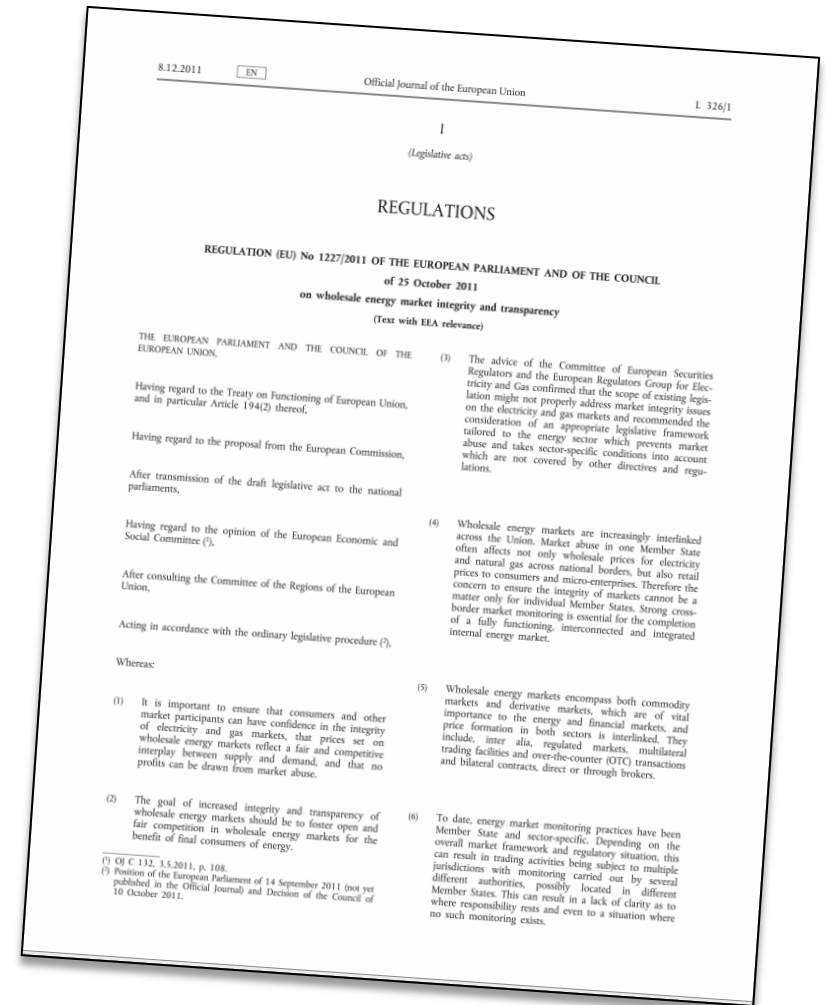 8.12.2011 EN Official Journal of the European Union L 326/1
I
(Legislative acts)
REGULATIONS
REGULATION (EU) No 1227/2011 OF THE EUROPEAN PARLIAMENT AND OF THE COUNCIL
of 25 October 2011
on wholesale energy market integrity and transparency
(Text with EEA relevance)
THE EUROPEAN PARLIAMENT AND THE COUNCIL OF THE
EUROPEAN UNION,
Having regard to the Treaty on Functioning of European Union,
and in particular Article 194(2) thereof,
Having regard to the proposal from the European Commission,
After transmission of the draft legislative act to the national
parliaments,
Having regard to the opinion of the European Economic and
Social Committee (¹),
After consulting the Committee of the Regions of the European
Union,
Acting in accordance with the ordinary legislative procedure (²),
Whereas:
(1) It is important to ensure that consumers and other
market participants can have confidence in the integrity
of electricity and gas markets, that prices set on
wholesale energy markets reflect a fair and competitive
interplay between supply and demand, and that no
profits can be drawn from market abuse.
(2) The goal of increased integrity and transparency of
wholesale energy markets should be to foster open and
fair competition in wholesale energy markets for the
benefit of final consumers of energy.
(¹) OJ C 132, 3.5.2011, p. 108.
(²) Position of the European Parliament of 14 September 2011 (not yet
published in the Official Journal) and Decision of the Council of
10 October 2011.
(3) The advice of the Committee of European Securities
Regulators and the European Regulators Group for Elec-
tricity and Gas confirmed that the scope of existing legis-
lation might not properly address market integrity issues
on the electricity and gas markets and recommended the
consideration of an appropriate legislative framework
tailored to the energy sector which prevents market
abuse and takes sector-specific conditions into account
which are not covered by other directives and regu-
lations.
(4) Wholesale energy markets are increasingly interlinked
across the Union. Market abuse in one Member State
often affects not only wholesale prices for electricity
and natural gas across national borders, but also retail
prices to consumers and micro-enterprises. Therefore the
concern to ensure the integrity of markets cannot be a
matter only for individual Member States. Strong cross-
border market monitoring is essential for the completion
of a fully functioning, interconnected and integrated
internal energy market.
(5) Wholesale energy markets encompass both commodity
markets and derivative markets, which are of vital
importance to the energy and financial markets, and
price formation in both sectors is interlinked. They
include, inter alia, regulated markets, multilateral
trading facilities and over-the-counter (OTC) transactions
and bilateral contracts, direct or through brokers.
(6) To date, energy market monitoring practices have been
Member State and sector-specific. Depending on the
overall market framework and regulatory situation, this
can result in trading activities being subject to multiple
jurisdictions with monitoring carried out by several
different authorities, possibly located in different
Member States. This can result in a lack of clarity as to
where responsibility rests and even to a situation where
no such monitoring exists.